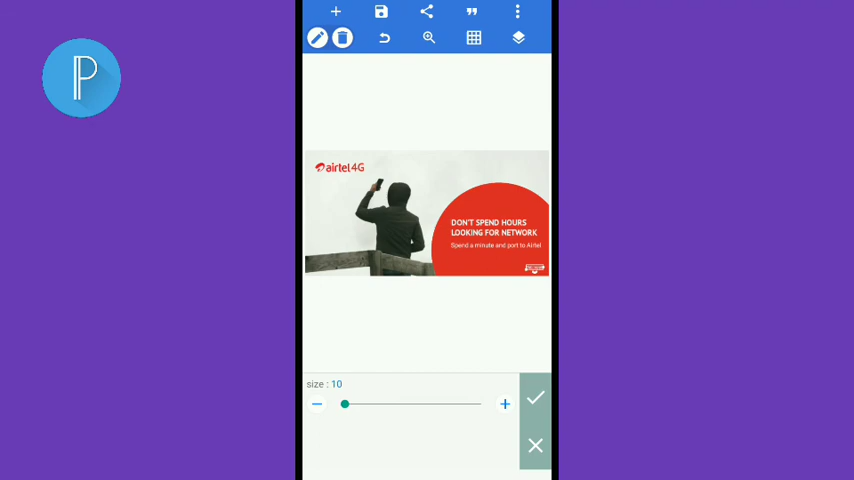 airtel 4G
DON'T SPEND HOURS
LOOKING FOR NETWORK
Spend a minute and port to Airtel
size : 10